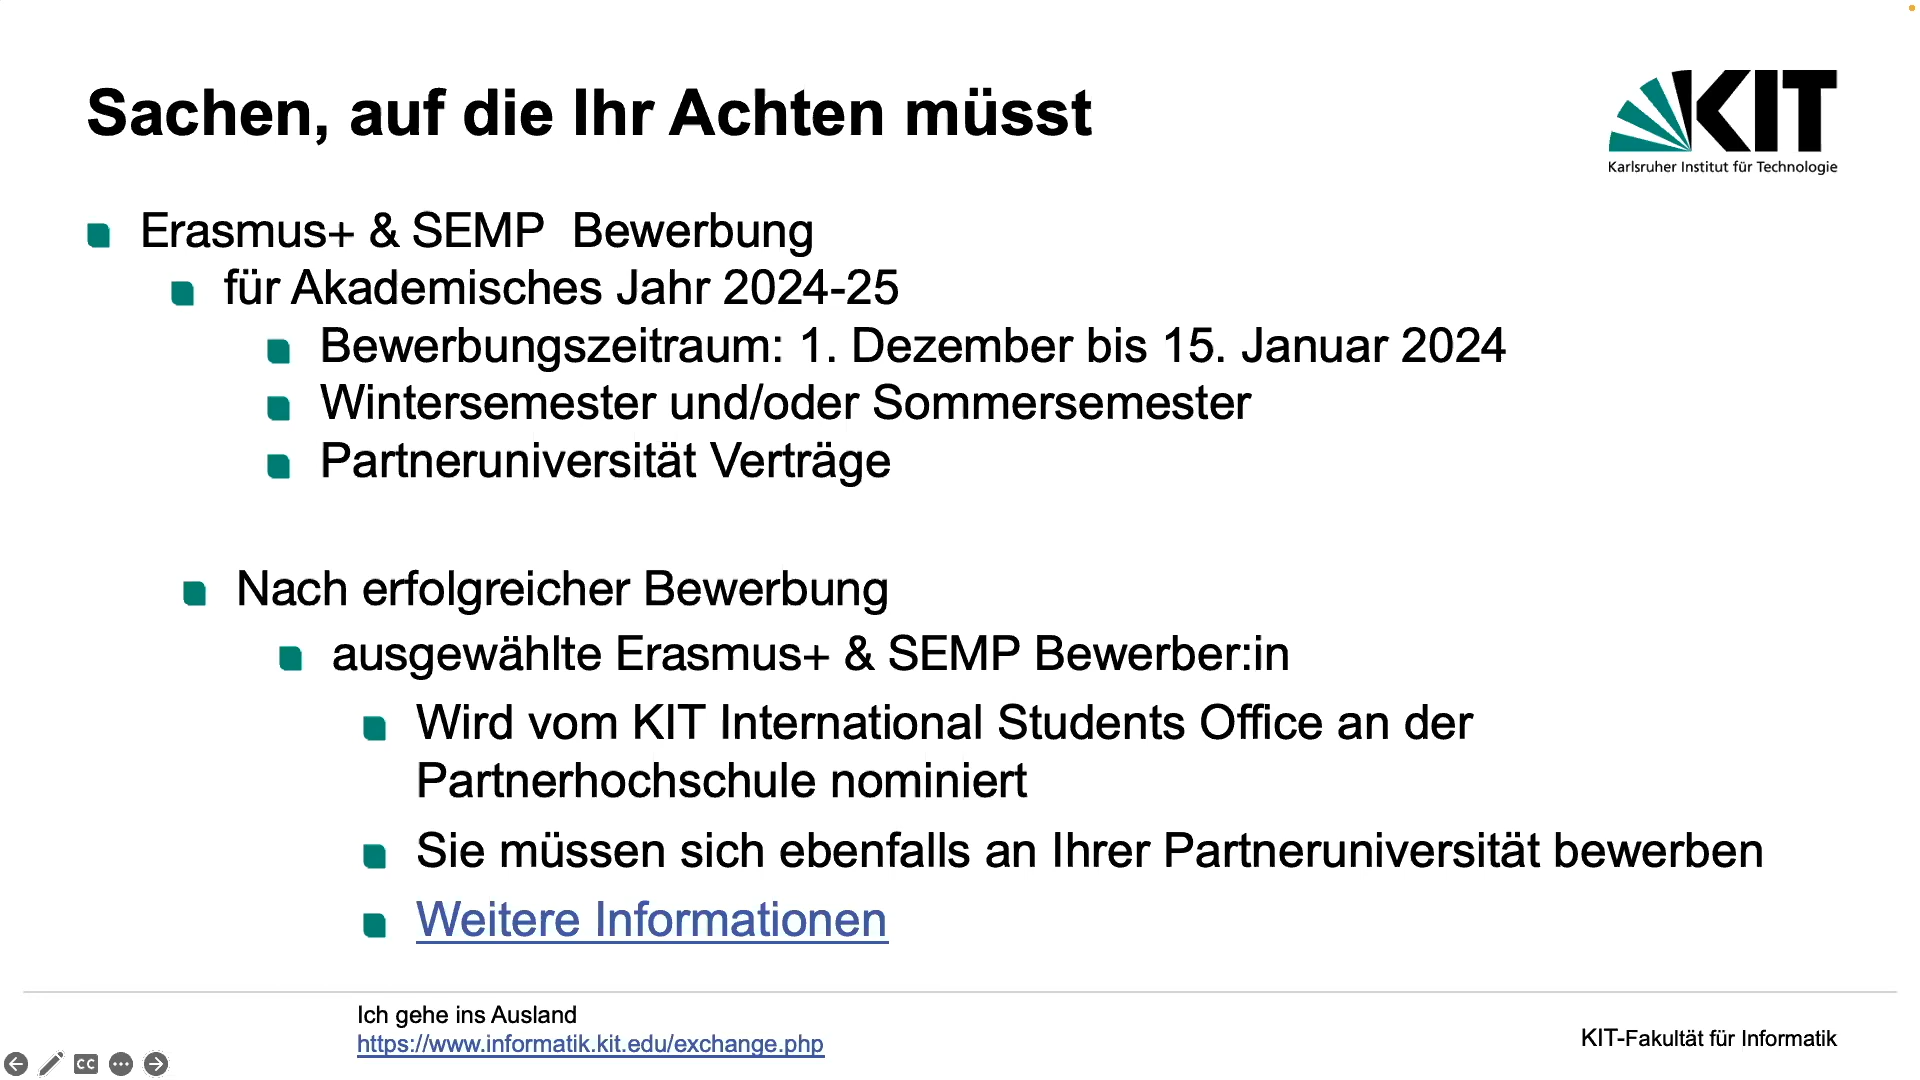 Sachen, auf die Ihr Achten müsst
KIT
Karlsruher Institut für Technologie
Erasmus+ & SEMP  Bewerbung
für Akademisches Jahr 2024-25
Bewerbungszeitraum: 1. Dezember bis 15. Januar 2024
Wintersemester und/oder Sommersemester
Partneruniversität Verträge
Nach erfolgreicher Bewerbung
ausgewählte Erasmus+ & SEMP Bewerber:in
Wird vom KIT International Students Office an der
Partnerhochschule nominiert
Sie müssen sich ebenfalls an Ihrer Partneruniversität bewerben
Weitere Informationen
Ich gehe ins Ausland
https://www.informatik.kit.edu/exchange.php
KIT-Fakultät für Informatik
CC